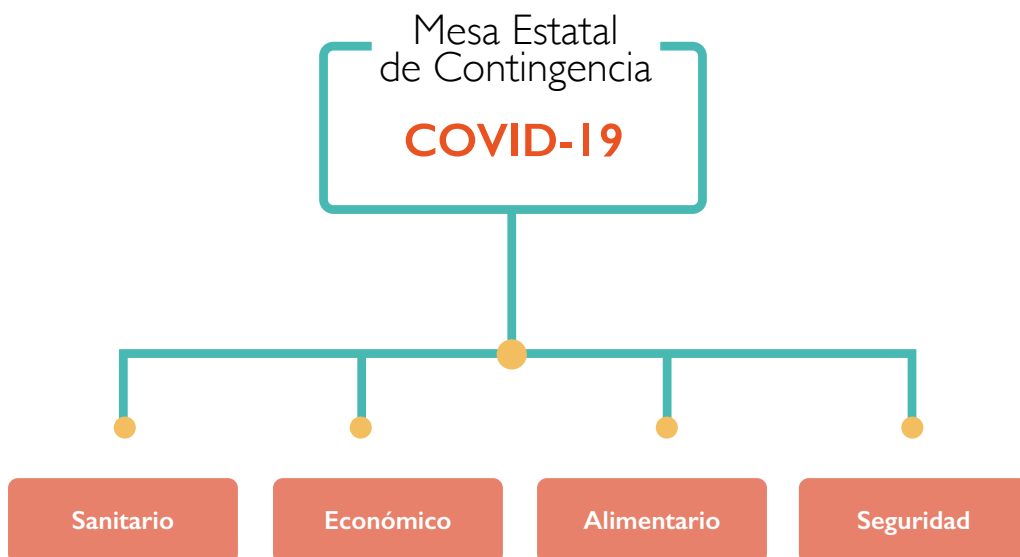 Mesa Estatal
de Contingencia
COVID-19
Sanitario
Económico
Alimentario
Seguridad